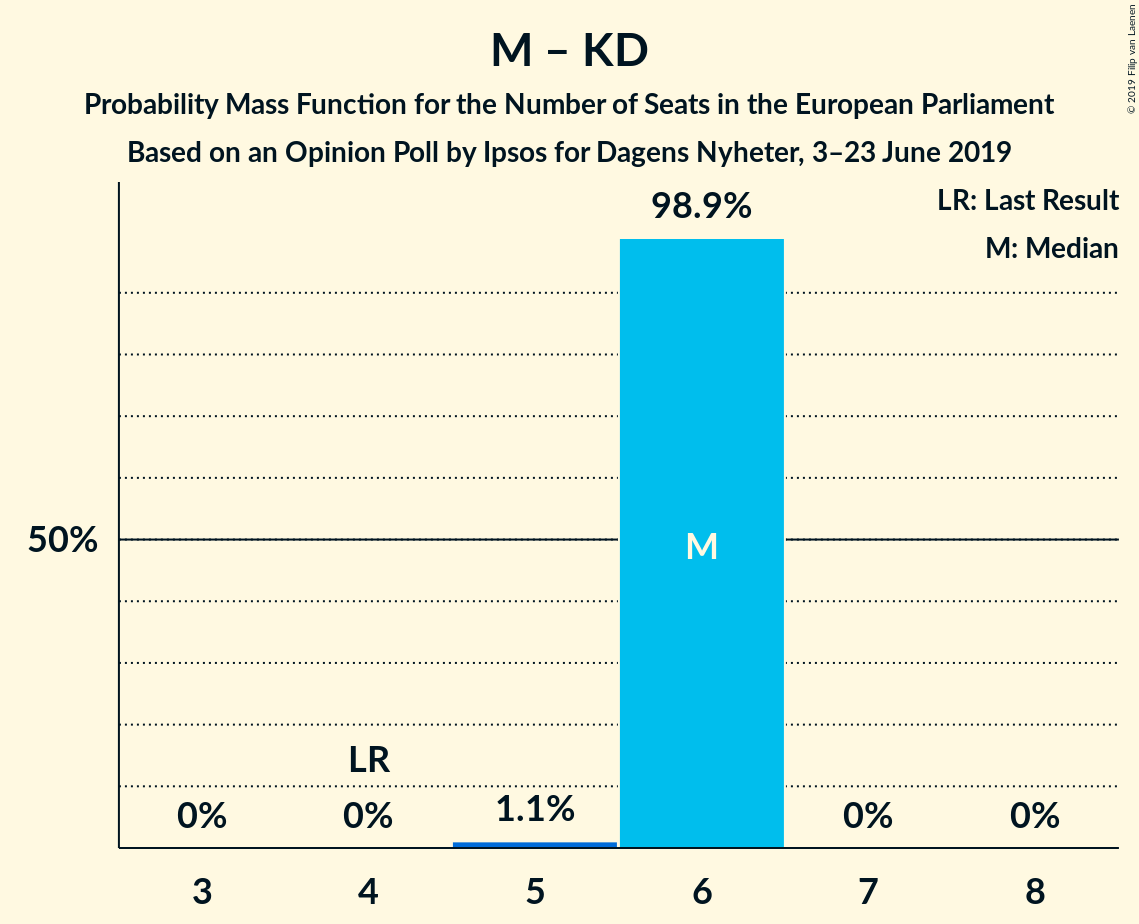 M – KD
Probability Mass Function for the Number of Seats in the European Parliament
Based on an Opinion Poll by Ipsos for Dagens Nyheter, 3–23 June 2019
© 2019 Filip van Laenen
LR: Last Result
M: Median
98.9%
50%
M
LR
0%
0%
1.1%
0%
0%
3
4
5
6
7
8